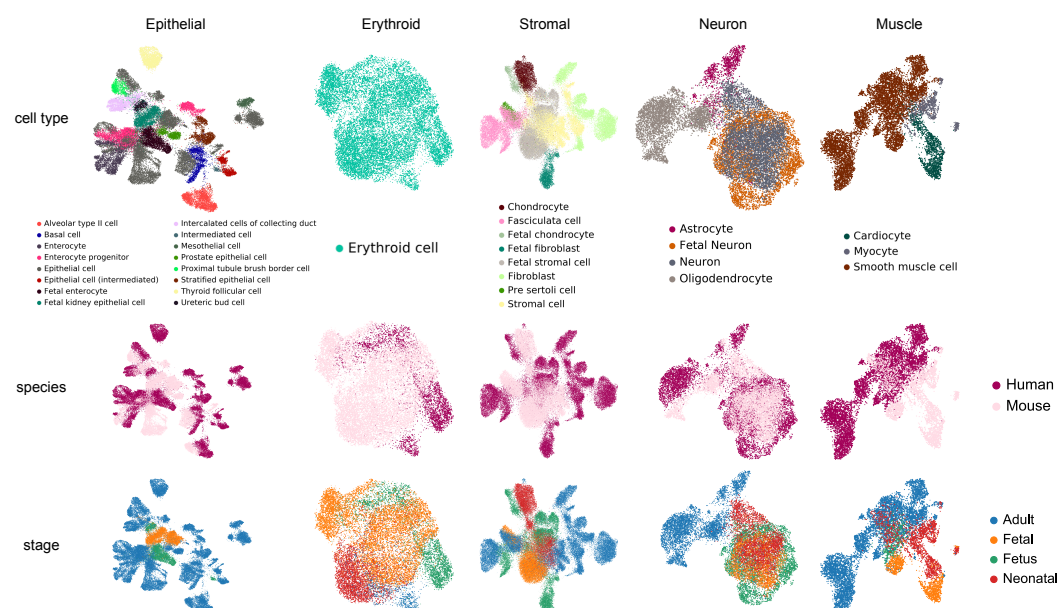 Epithelial Erythroid Stromal Neuron Muscle
cell type
Alveolar type II cell
Basal cell
Enterocyte
Enterocyte progenitor
Epithelial cell
Epithelial cell (intermediated)
Fetal enterocyte
Fetal kidney epithelial cell
Intercalated cells of collecting duct
Intermediated cell
Mesothelial cell
Prostate epithelial cell
Proximal tubule brush border cell
Stratified epithelial cell
Thyroid follicular cell
Ureteric bud cell
Erythroid cell
Chondrocyte
Fasciculata cell
Fetal chondrocyte
Fetal fibroblast
Fetal stromal cell
Fibroblast
Pre sertoli cell
Stromal cell
Astrocyte
Fetal Neuron
Neuron
Oligodendrocyte
Cardiocyte
Myocyte
Smooth muscle cell
species
Human
Mouse
stage
Adult
Fetal
Fetus
Neonatal